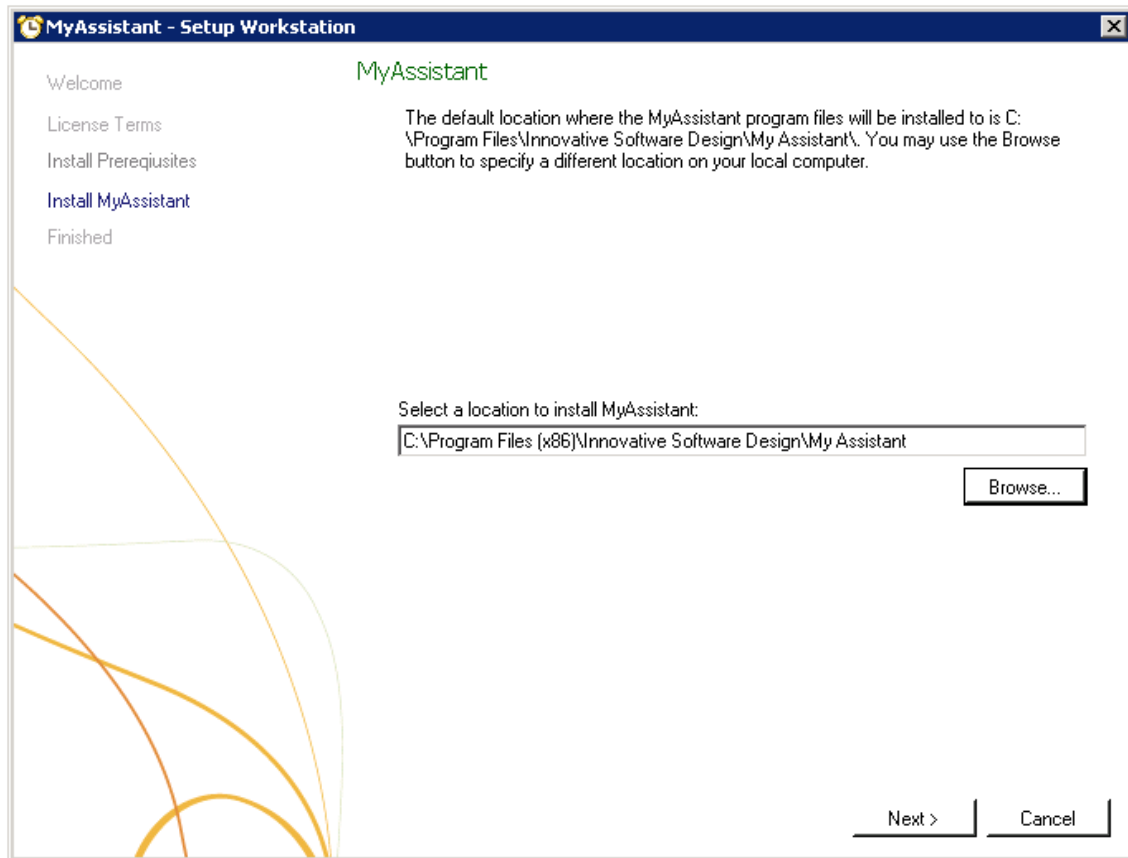 MyAssistant - Setup Workstation
Welcome
License Terms
Install Prereqiusites
Install MyAssistant
Finished
MyAssistant
The default location where the MyAssistant program files will be installed to is C:
\Program Files\Innovative Software Design\My Assistant\. You may use the Browse
button to specify a different location on your local computer.
Select a location to install MyAssistant:
C:\Program Files (x86)\Innovative Software Design\My Assistant
Browse...
Next >
Cancel